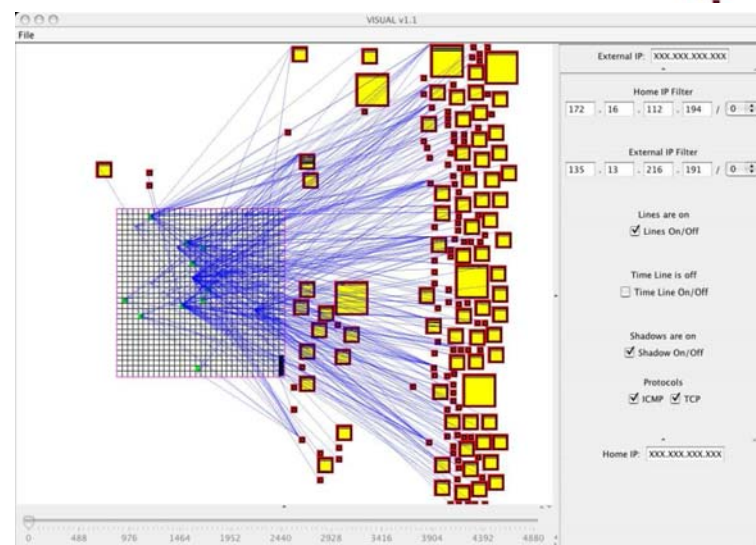 VISUAL v1.1
File
External IP: XXX.XXX.XXX.XXX
Home IP Filter
172 . 16 . 112 . 194 / 0
External IP Filter
135 . 13 . 216 . 191 / 0
Lines are on
Lines On/Off
Time Line is off
Time Line On/Off
Shadows are on
Shadow On/Off
Protocols
ICMP TCP
Home IP: XXX.XXX.XXX.XXX
0 488 976 1464 1952 2440 2928 3416 3904 4392 4880